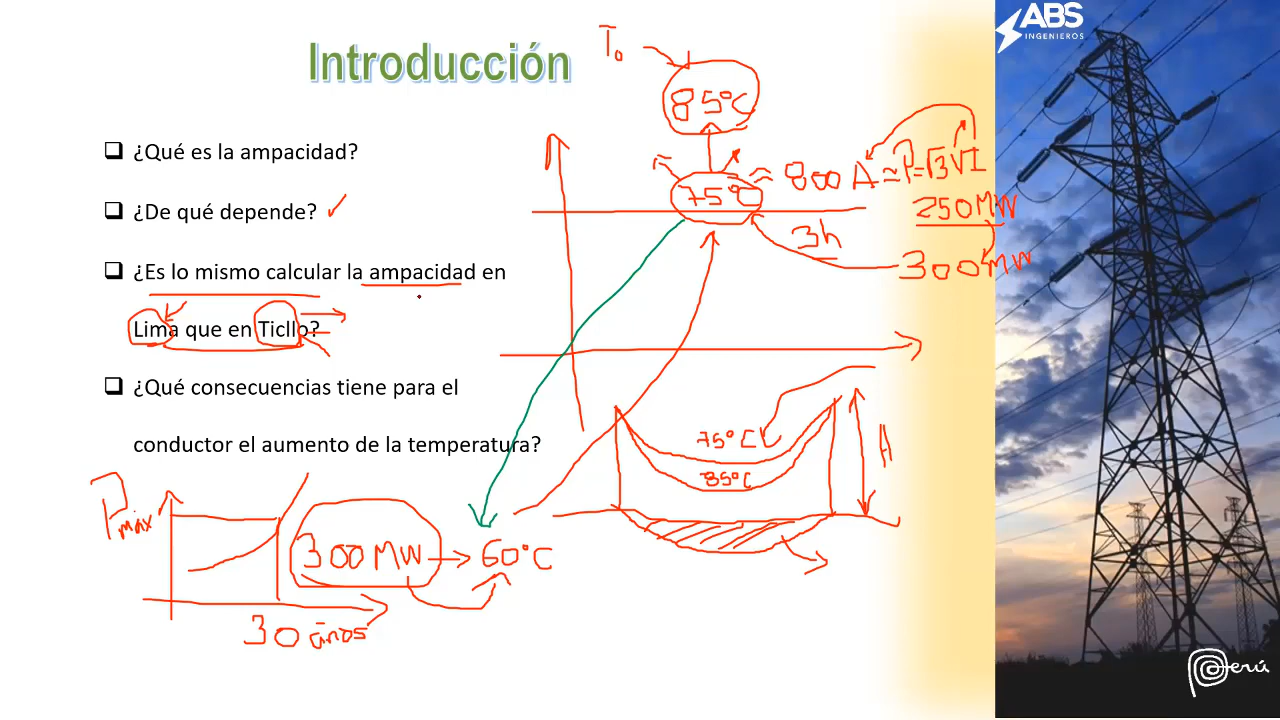 ABS
INGENIEROS
Introducción
T₀
85°C
¿Qué es la ampacidad?
75°C ≈ 800 A ≈ P=√3VI
¿De qué depende?
250MW
3h
300MW
¿Es lo mismo calcular la ampacidad en
Lima que en Ticllo?
¿Qué consecuencias tiene para el
conductor el aumento de la temperatura?
75°C
85°C
A
Pmáx
300MW → 60°C
30 años
Perú